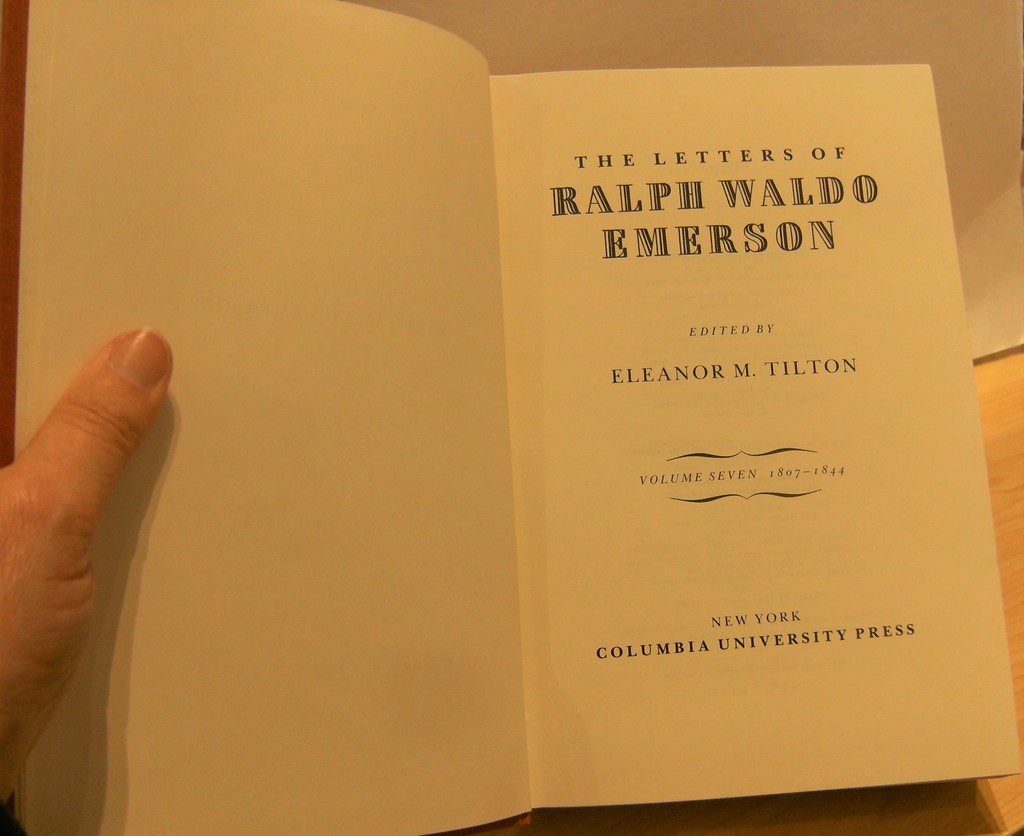 THE LETTERS OF
RALPH WALDO
EMERSON
EDITED BY
ELEANOR M. TILTON
VOLUME SEVEN 1807–1844
NEW YORK
COLUMBIA UNIVERSITY PRESS